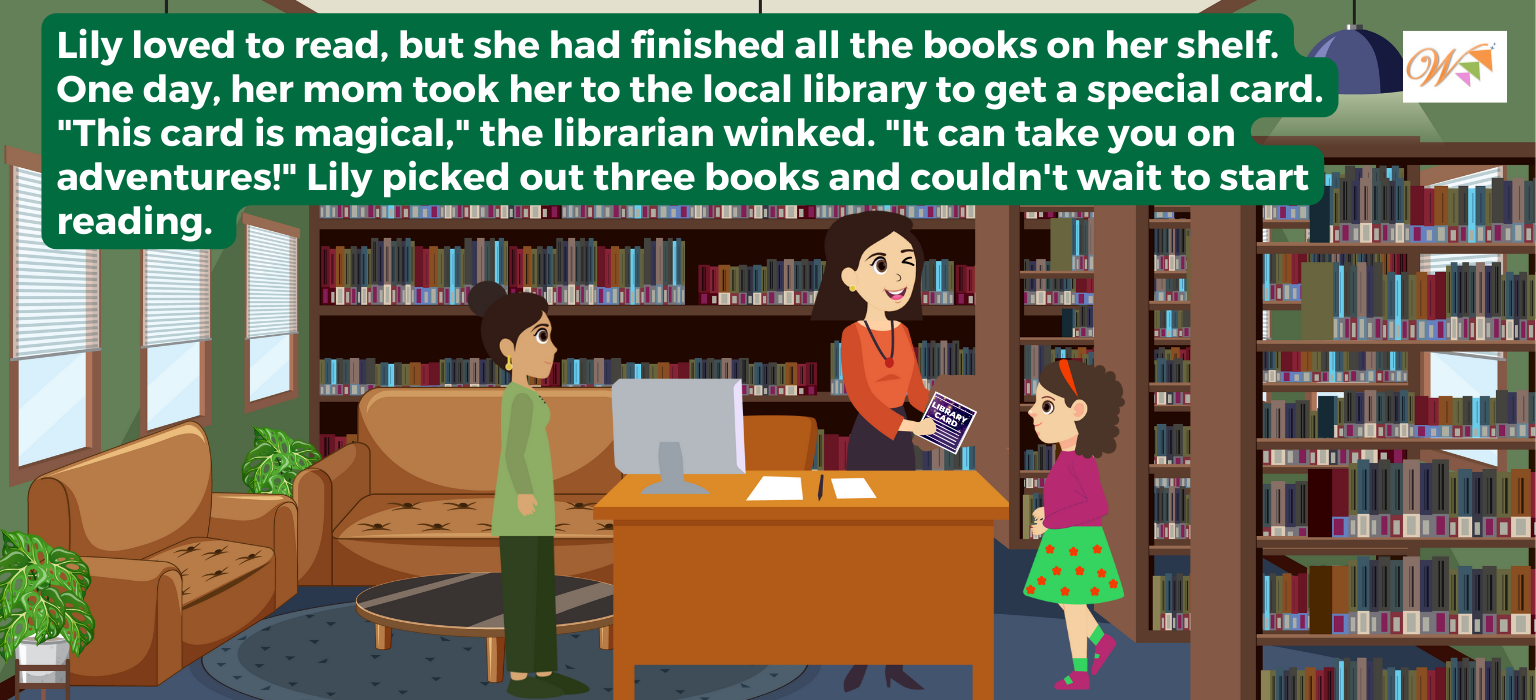 Lily loved to read, but she had finished all the books on her shelf.
One day, her mom took her to the local library to get a special card.
"This card is magical," the librarian winked. "It can take you on
adventures!" Lily picked out three books and couldn't wait to start
reading.
W
LIBRARY
CARD